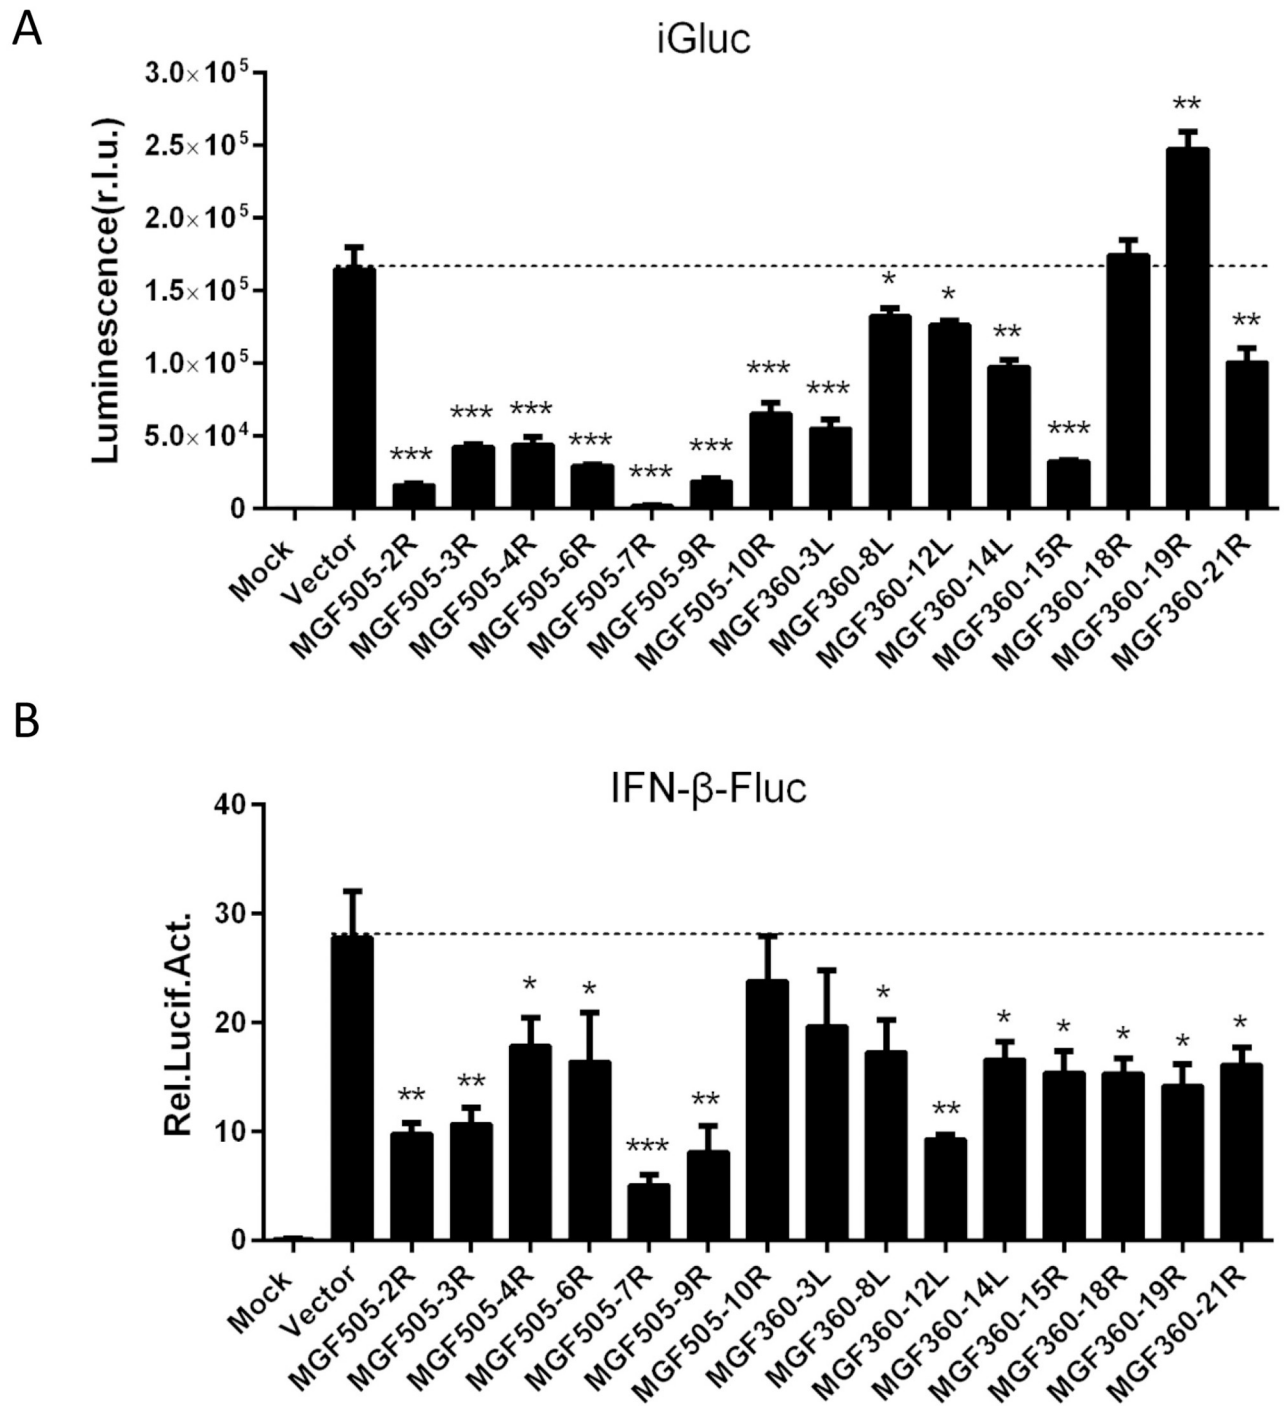 A
iGluc
Luminescence(r.l.u.)
3.0×10⁵
2.5×10⁵
2.0×10⁵
1.5×10⁵
1.0×10⁵
5.0×10⁴
0
*** *** *** *** *** *** *** *** * * ** *** ** **
Mock Vector MGF505-2R MGF505-3R MGF505-4R MGF505-6R MGF505-7R MGF505-9R MGF505-10R MGF360-3L MGF360-8L MGF360-12L MGF360-14L MGF360-15R MGF360-18R MGF360-19R MGF360-21R
B
IFN-β-Fluc
Rel.Lucif.Act.
40
30
20
10
0
** ** * * *** ** * ** * * * * *
Mock Vector MGF505-2R MGF505-3R MGF505-4R MGF505-6R MGF505-7R MGF505-9R MGF505-10R MGF360-3L MGF360-8L MGF360-12L MGF360-14L MGF360-15R MGF360-18R MGF360-19R MGF360-21R